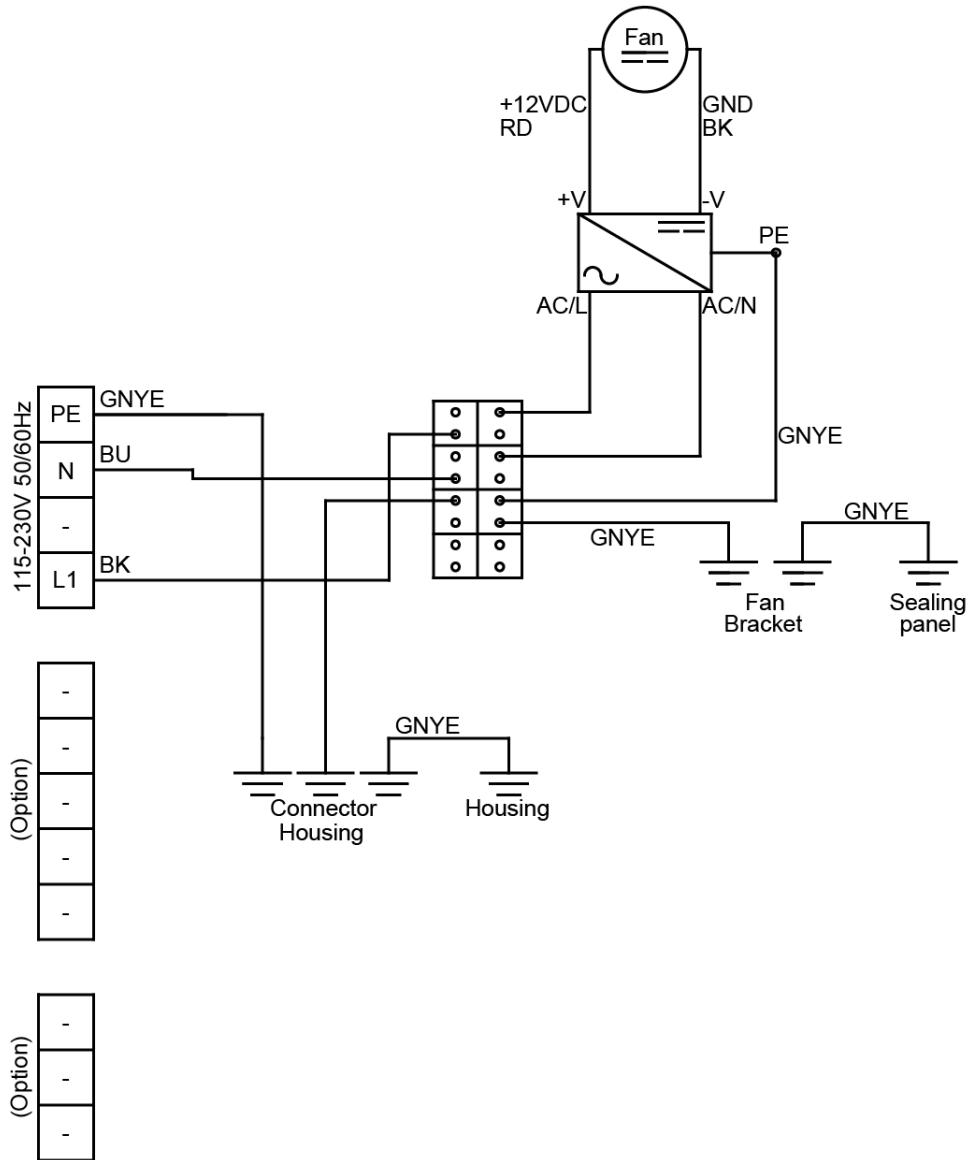 Fan
+12VDC
RD
GND
BK
+V
-V
PE
AC/L
AC/N
115-230V 50/60Hz
PE
GNYE
N
BU
-
L1
BK
GNYE
GNYE
GNYE
Fan
Bracket
Sealing
panel
GNYE
Connector
Housing
Housing
(Option)
-
-
-
-
-
(Option)
-
-
-